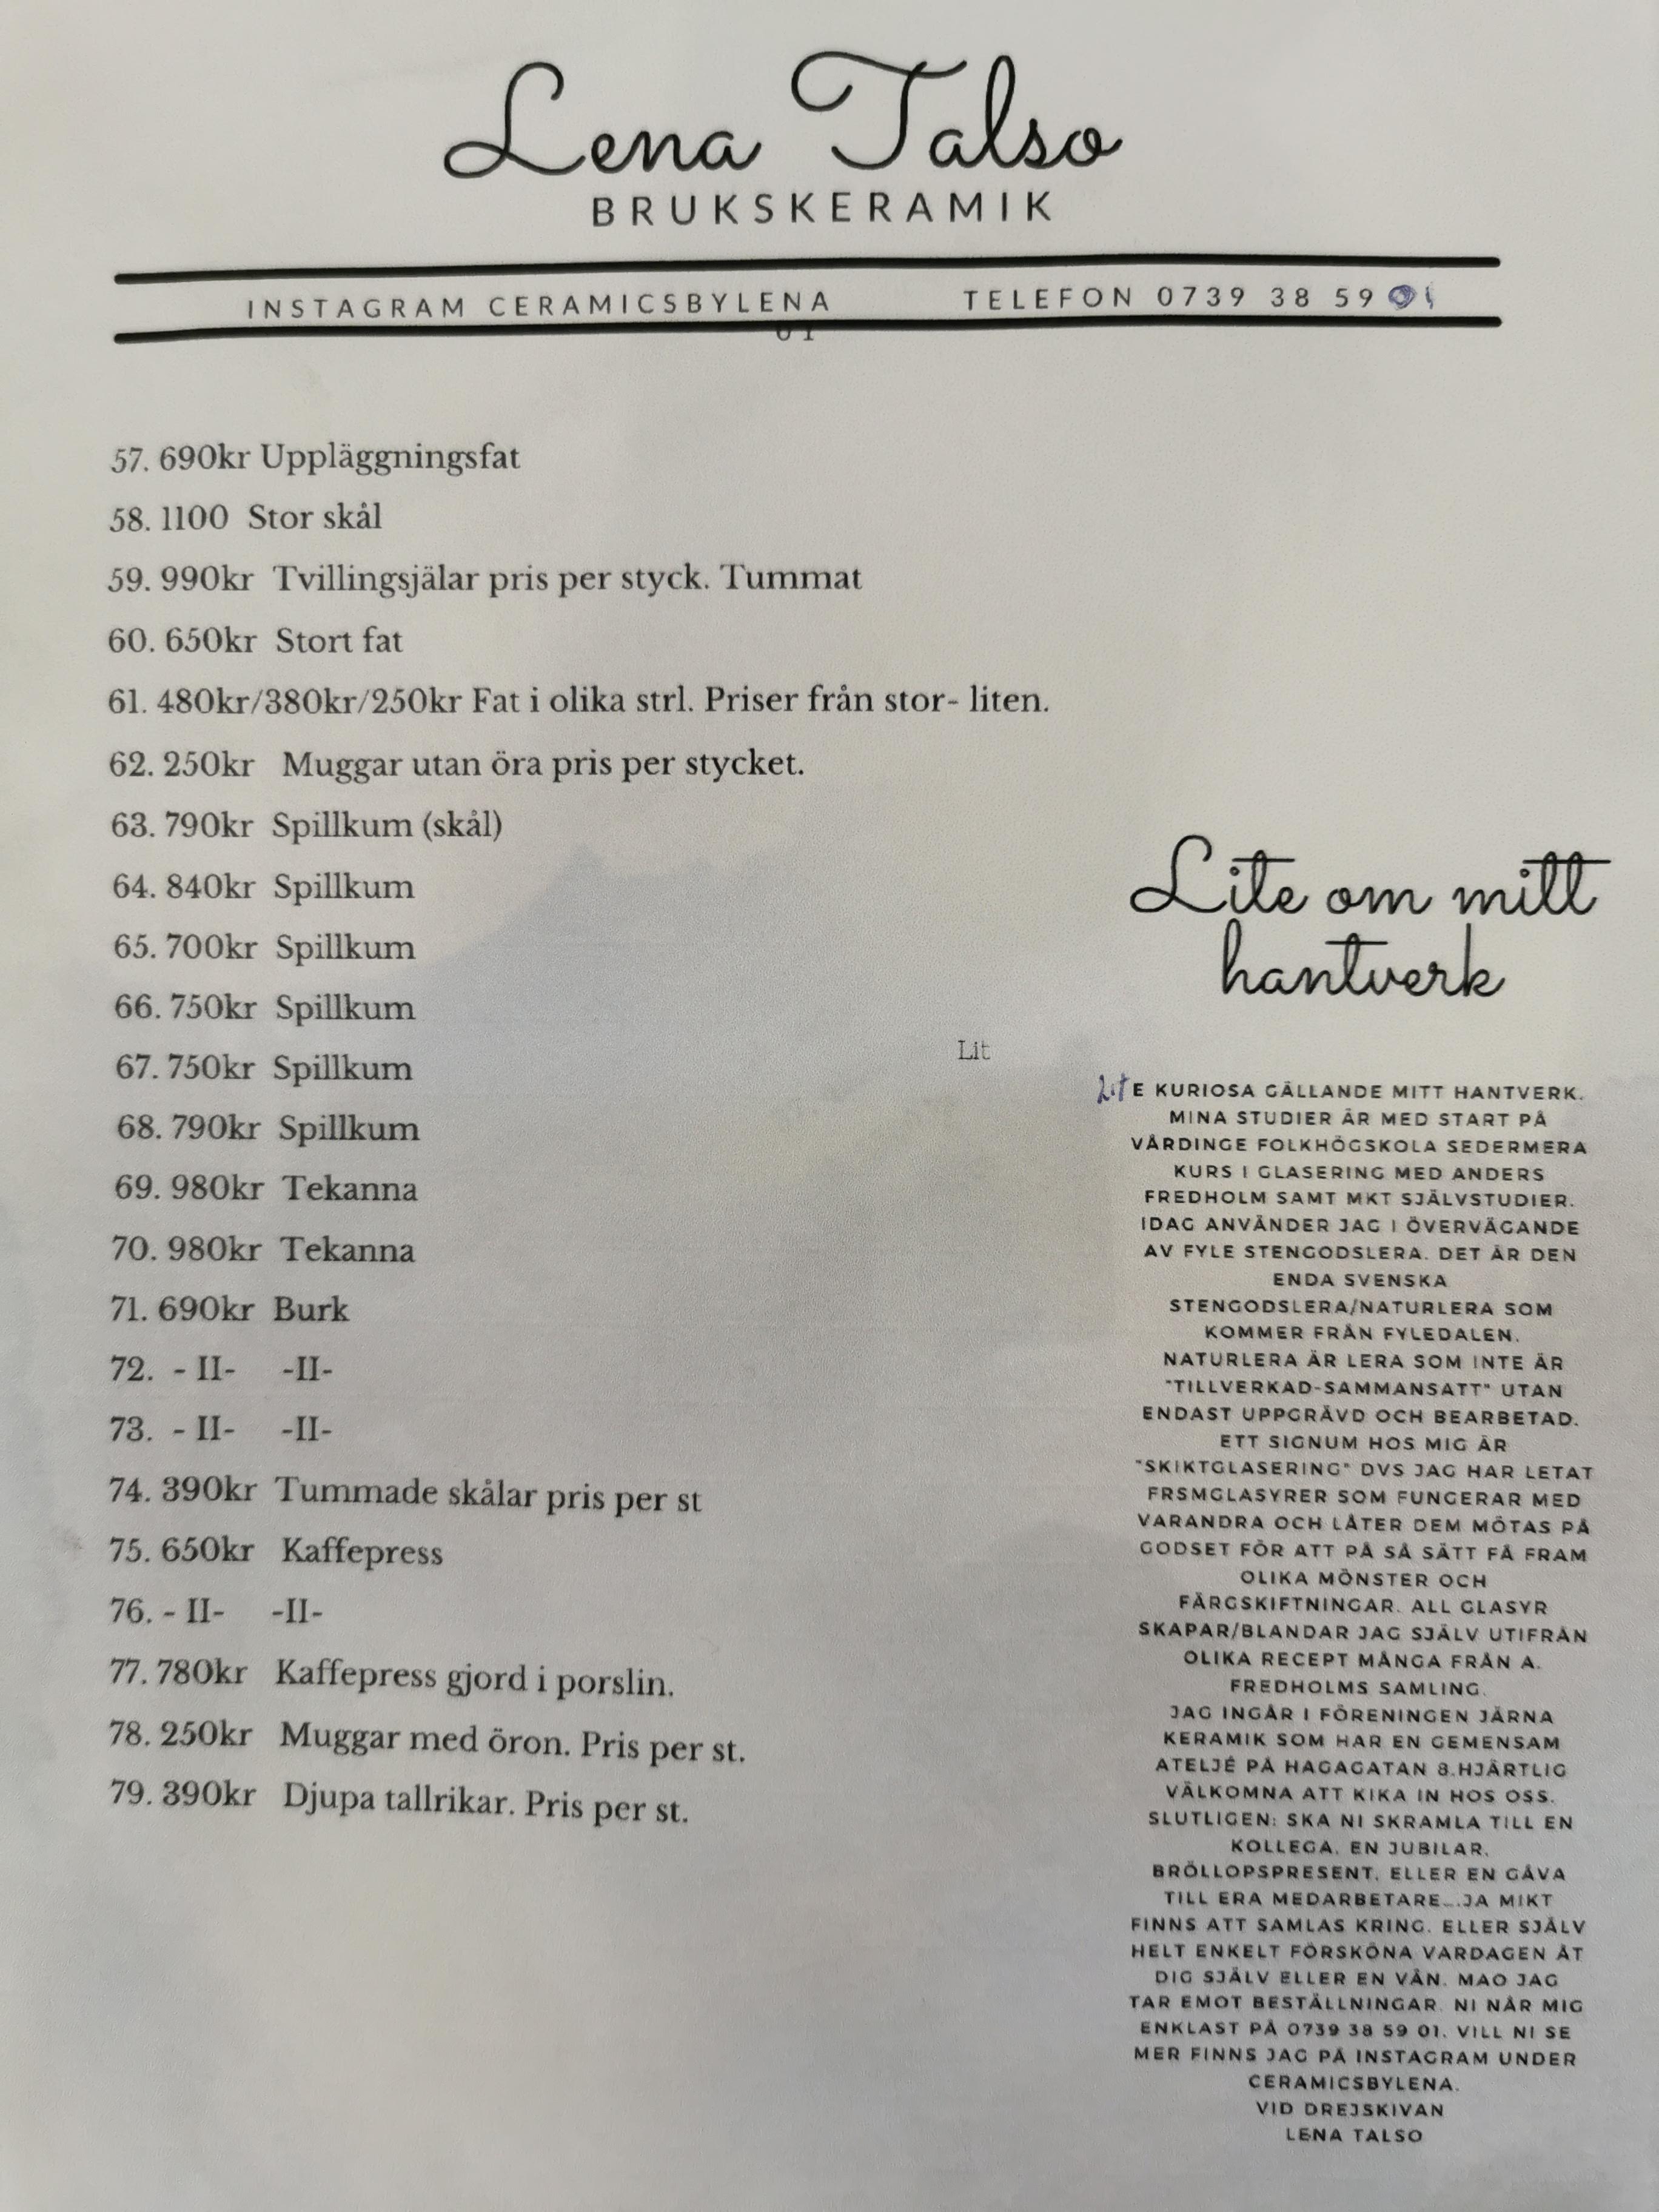 Lena Talso
BRUKSKERAMIK
INSTAGRAM CERAMICSBYLENA TELEFON 0739 38 59 01
01
57. 690kr Uppläggningsfat
58. 1100 Stor skål
59. 990kr Tvillingsjälar pris per styck. Tummat
60. 650kr Stort fat
61. 480kr/380kr/250kr Fat i olika strl. Priser från stor- liten.
62. 250kr Muggar utan öra pris per stycket.
63. 790kr Spillkum (skål)
64. 840kr Spillkum
65. 700kr Spillkum
66. 750kr Spillkum
67. 750kr Spillkum
68. 790kr Spillkum
69. 980kr Tekanna
70. 980kr Tekanna
71. 690kr Burk
72. - II- -II-
73. - II- -II-
74. 390kr Tummade skålar pris per st
75. 650kr Kaffepress
76. - II- -II-
77. 780kr Kaffepress gjord i porslin.
78. 250kr Muggar med öron. Pris per st.
79. 390kr Djupa tallrikar. Pris per st.
Lite om mitt
hantverk
Lit
LitE KURIOSA GÄLLANDE MITT HANTVERK.
MINA STUDIER ÄR MED START PÅ
VÅRDINGE FOLKHÖGSKOLA SEDERMERA
KURS I GLASERING MED ANDERS
FREDHOLM SAMT MKT SJÄLVSTUDIER.
IDAG ANVÄNDER JAG I ÖVERVÄGANDE
AV FYLE STENGODSLERA. DET ÄR DEN
ENDA SVENSKA
STENGODSLERA/NATURLERA SOM
KOMMER FRÅN FYLEDALEN.
NATURLERA ÄR LERA SOM INTE ÄR
"TILLVERKAD-SAMMANSATT" UTAN
ENDAST UPPGRÄVD OCH BEARBETAD.
ETT SIGNUM HOS MIG ÄR
"SKIKTGLASERING" DVS JAG HAR LETAT
FRSMGLASYRER SOM FUNGERAR MED
VARANDRA OCH LÅTER DEM MÖTAS PÅ
GODSET FÖR ATT PÅ SÅ SÄTT FÅ FRAM
OLIKA MÖNSTER OCH
FÄRGSKIFTNINGAR. ALL GLASYR
SKAPAR/BLANDAR JAG SJÄLV UTIFRÅN
OLIKA RECEPT MÅNGA FRÅN A.
FREDHOLMS SAMLING.
JAG INGÅR I FÖRENINGEN JÄRNA
KERAMIK SOM HAR EN GEMENSAM
ATELJÉ PÅ HAGAGATAN 8.HJÄRTLIG
VÄLKOMNA ATT KIKA IN HOS OSS.
SLUTLIGEN: SKA NI SKRAMLA TILL EN
KOLLEGA, EN JUBILAR,
BRÖLLOPSPRESENT, ELLER EN GÅVA
TILL ERA MEDARBETARE....JA MIKT
FINNS ATT SAMLAS KRING. ELLER SJÄLV
HELT ENKELT FÖRSKÖNA VARDAGEN ÅT
DIG SJÄLV ELLER EN VÄN. MAO JAG
TAR EMOT BESTÄLLNINGAR. NI NÅR MIG
ENKLAST PÅ 0739 38 59 01. VILL NI SE
MER FINNS JAG PÅ INSTAGRAM UNDER
CERAMICSBYLENA.
VID DREJSKIVAN
LENA TALSO